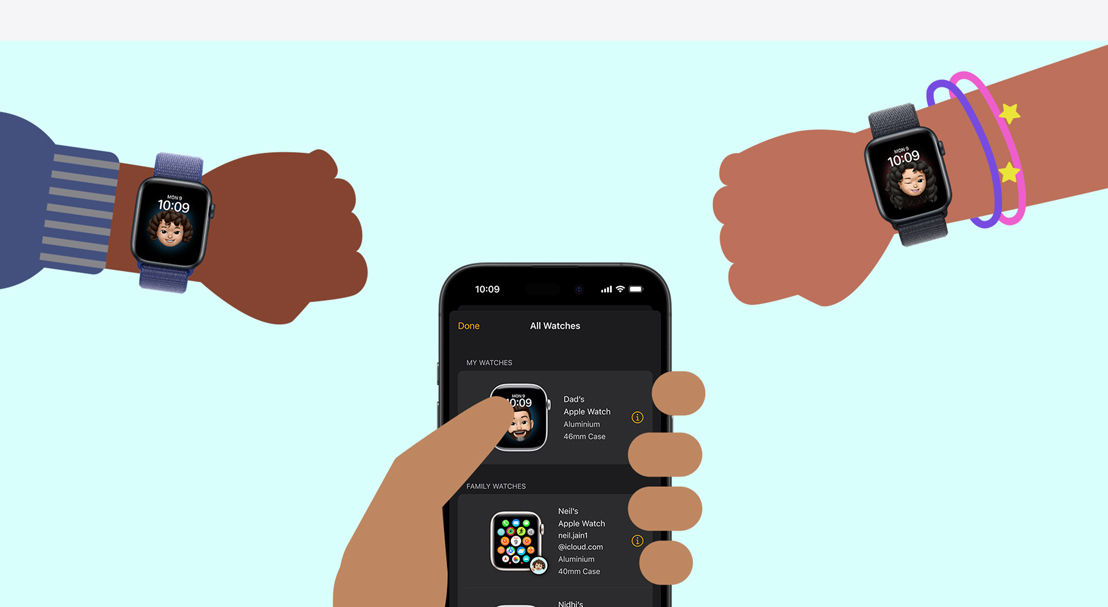 MON 9
10:09
MON 9
10:09
10:09
Done
All Watches
MY WATCHES
MON 9
10:09
Dad's
Apple Watch
Aluminium
46mm Case
FAMILY WATCHES
Neil's
Apple Watch
neil.jain1
@icloud.com
Aluminium
40mm Case
Nidhi's